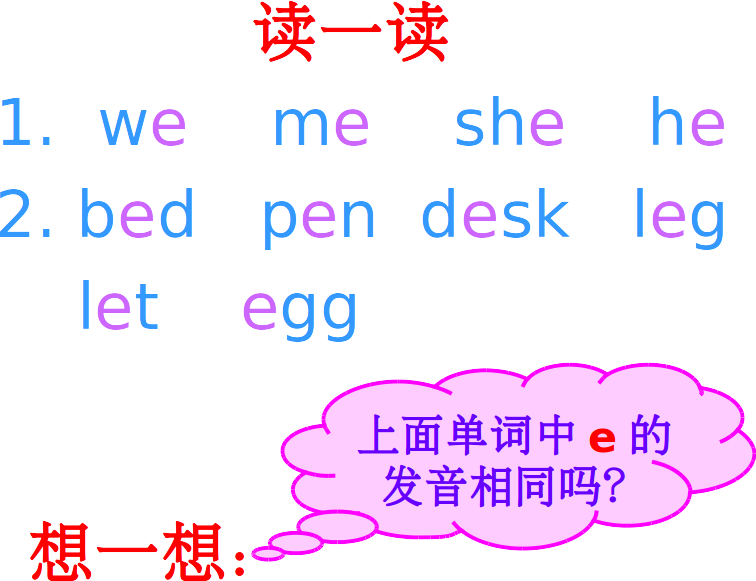 读一读
1. we me she he
2. bed pen desk leg
let egg
上面单词中 e 的
发音相同吗?
想一想: